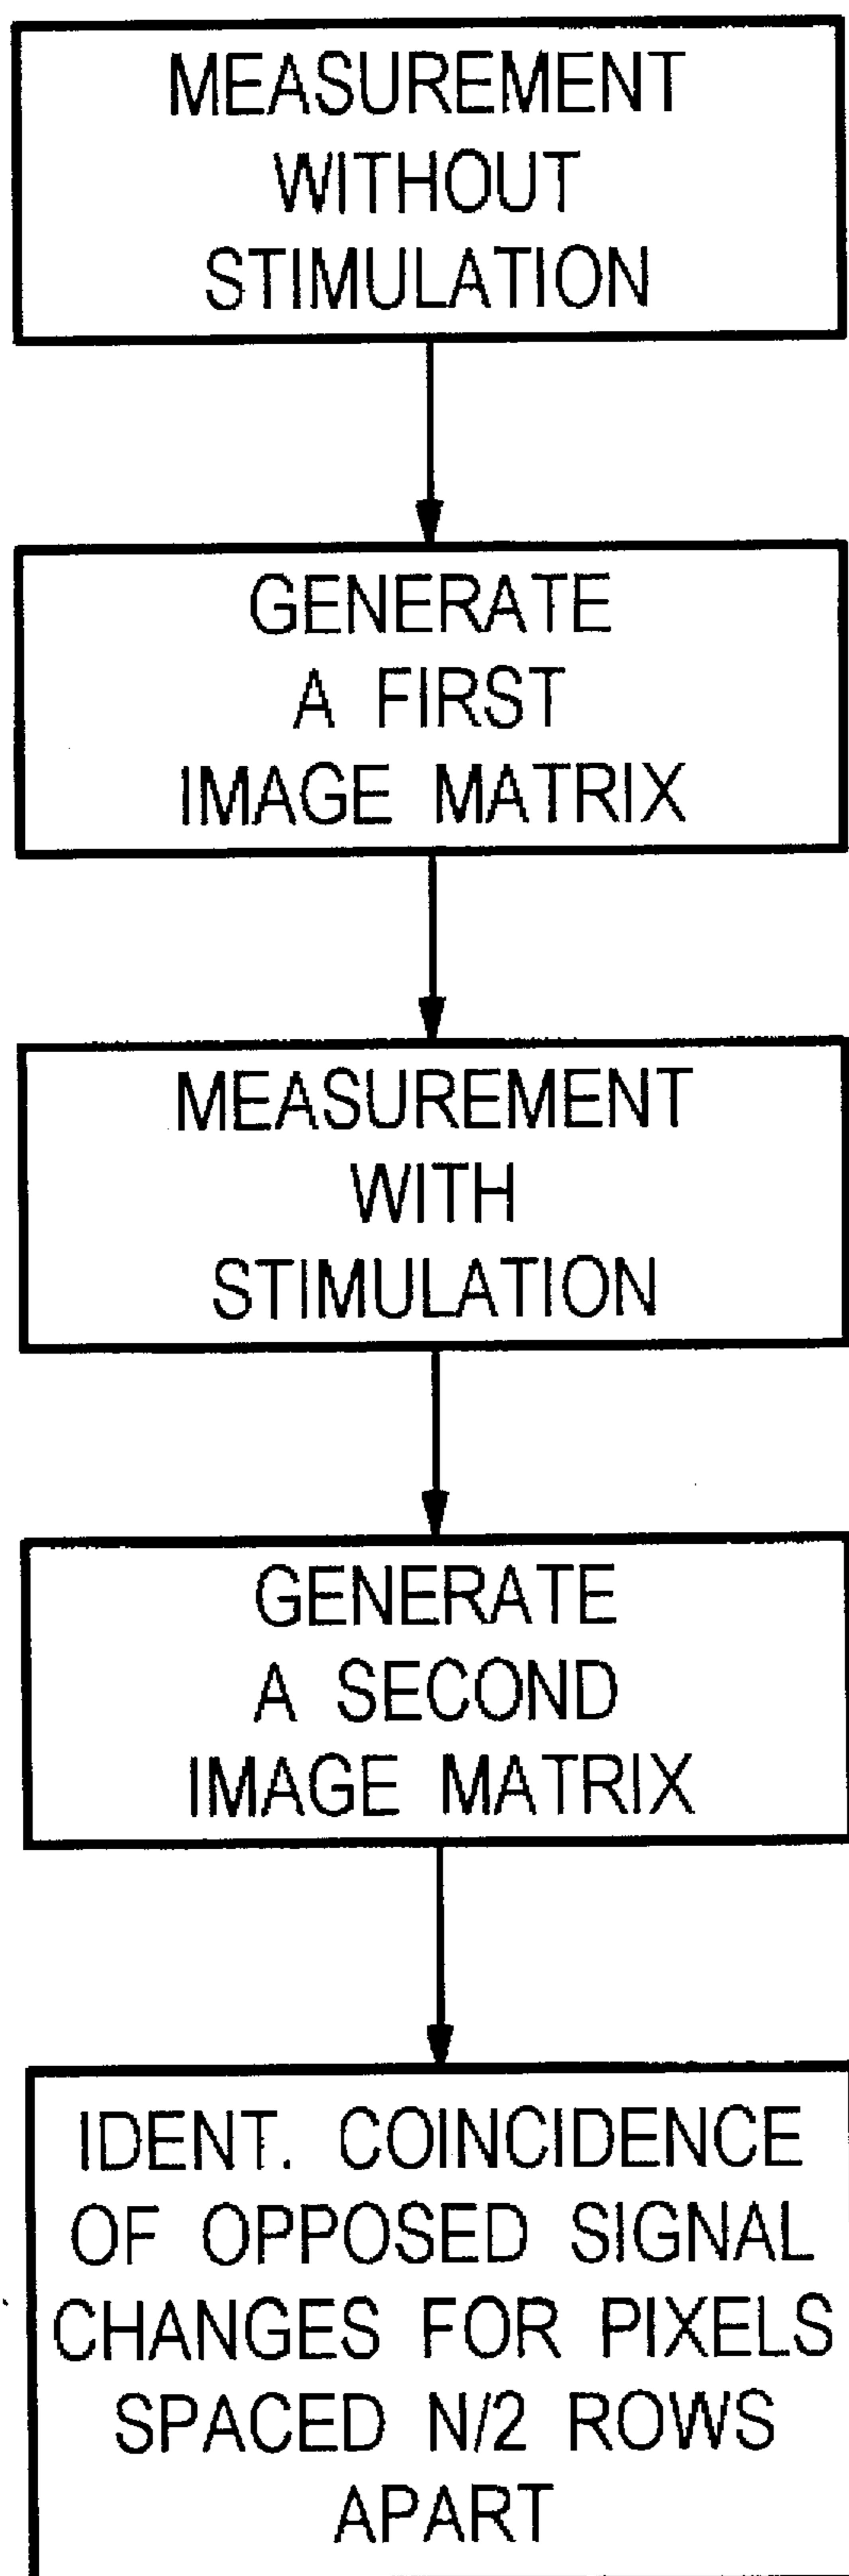 MEASUREMENT
WITHOUT
STIMULATION
GENERATE
A FIRST
IMAGE MATRIX
MEASUREMENT
WITH
STIMULATION
GENERATE
A SECOND
IMAGE MATRIX
IDENT. COINCIDENCE
OF OPPOSED SIGNAL
CHANGES FOR PIXELS
SPACED N/2 ROWS
APART